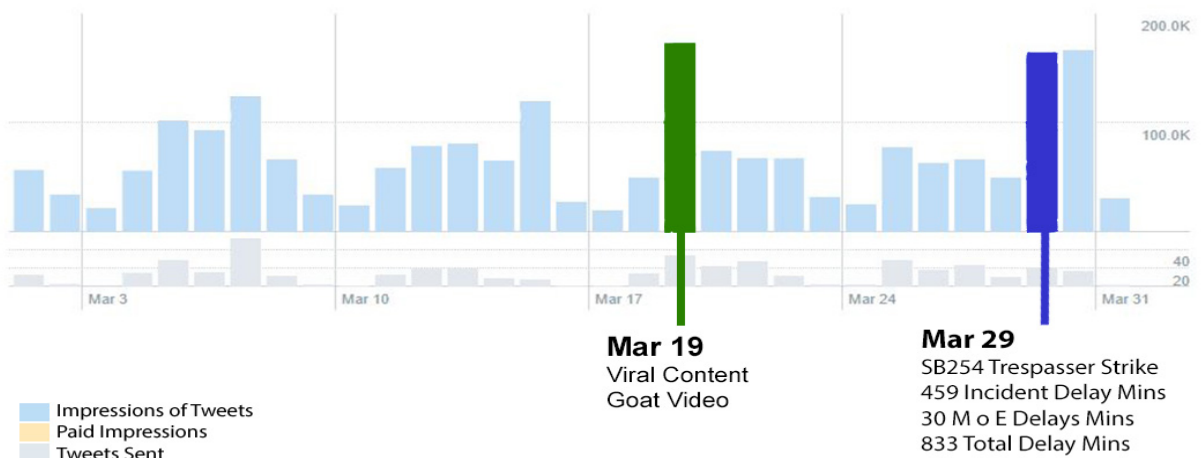 200.0K
100.0K
40
20
Mar 3
Mar 10
Mar 17
Mar 24
Mar 31
Mar 19
Viral Content
Goat Video
Mar 29
SB254 Trespasser Strike
459 Incident Delay Mins
30 M o E Delays Mins
833 Total Delay Mins
Impressions of Tweets
Paid Impressions
Tweets Sent